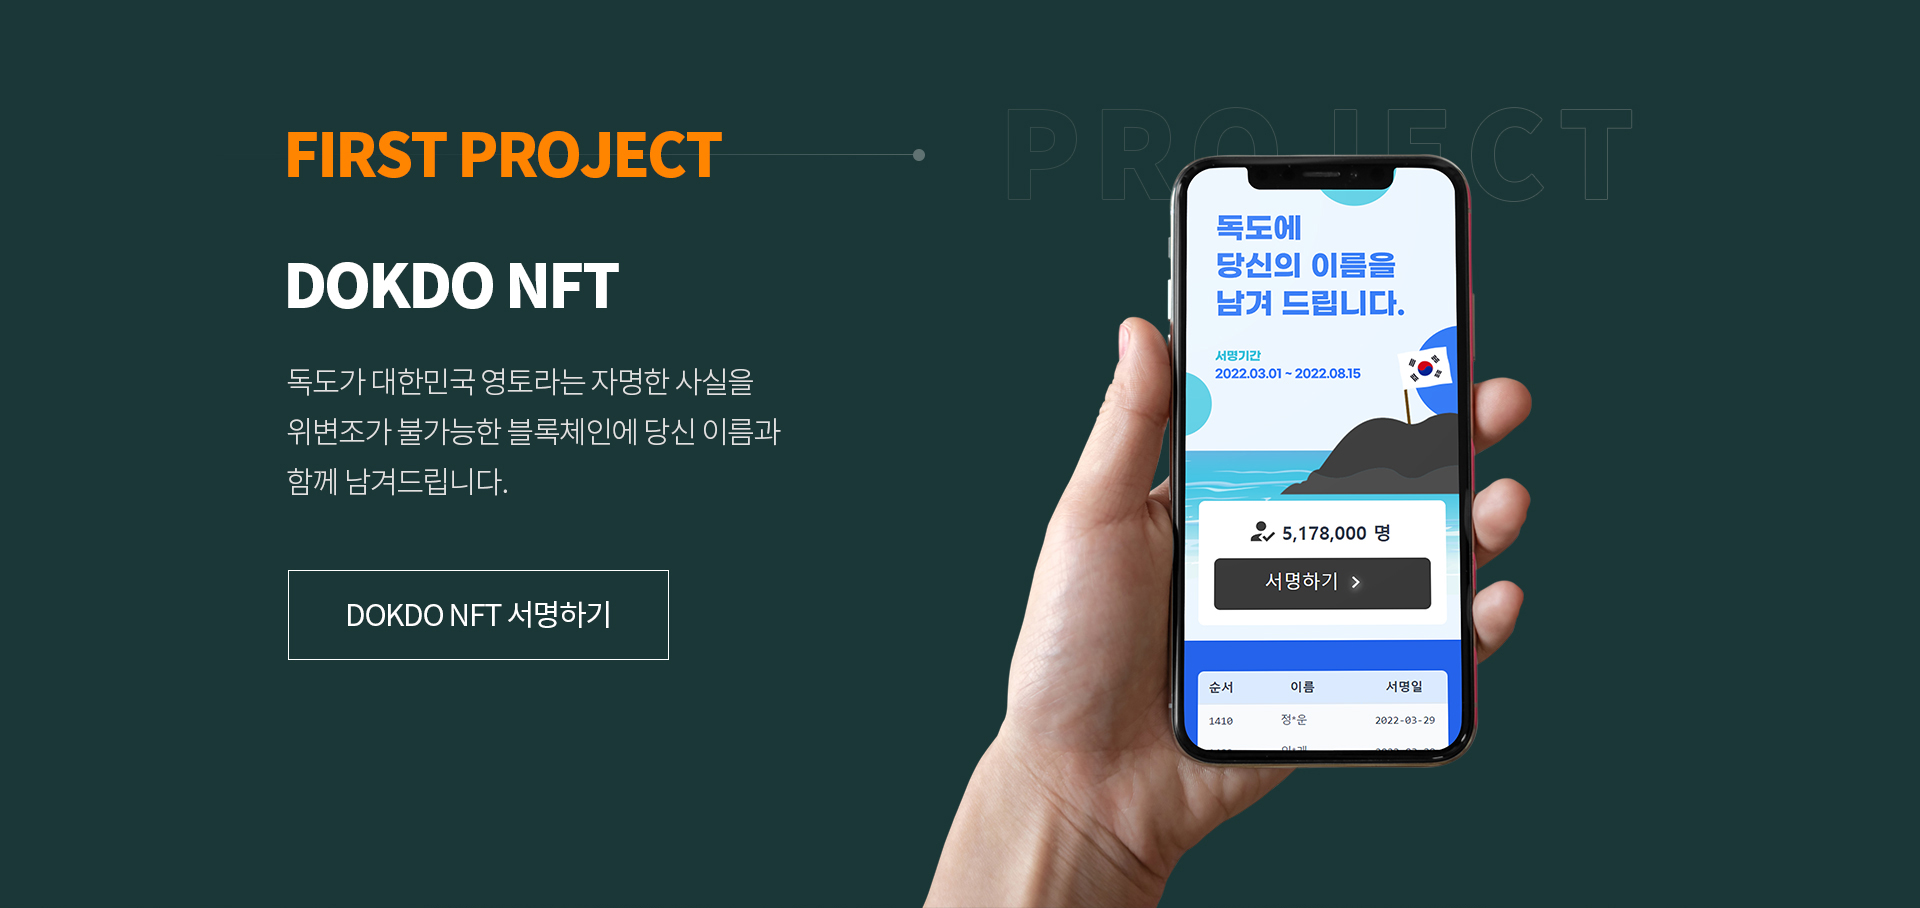 FIRST PROJECT
PROJECT
DOKDO NFT
독도가 대한민국 영토라는 자명한 사실을
위변조가 불가능한 블록체인에 당신 이름과
함께 남겨드립니다.
DOKDO NFT 서명하기
독도에
당신의 이름을
남겨 드립니다.
서명기간
2022.03.01 ~ 2022.08.15
5,178,000 명
서명하기
순서 이름 서명일
1410 정*운 2022-03-29